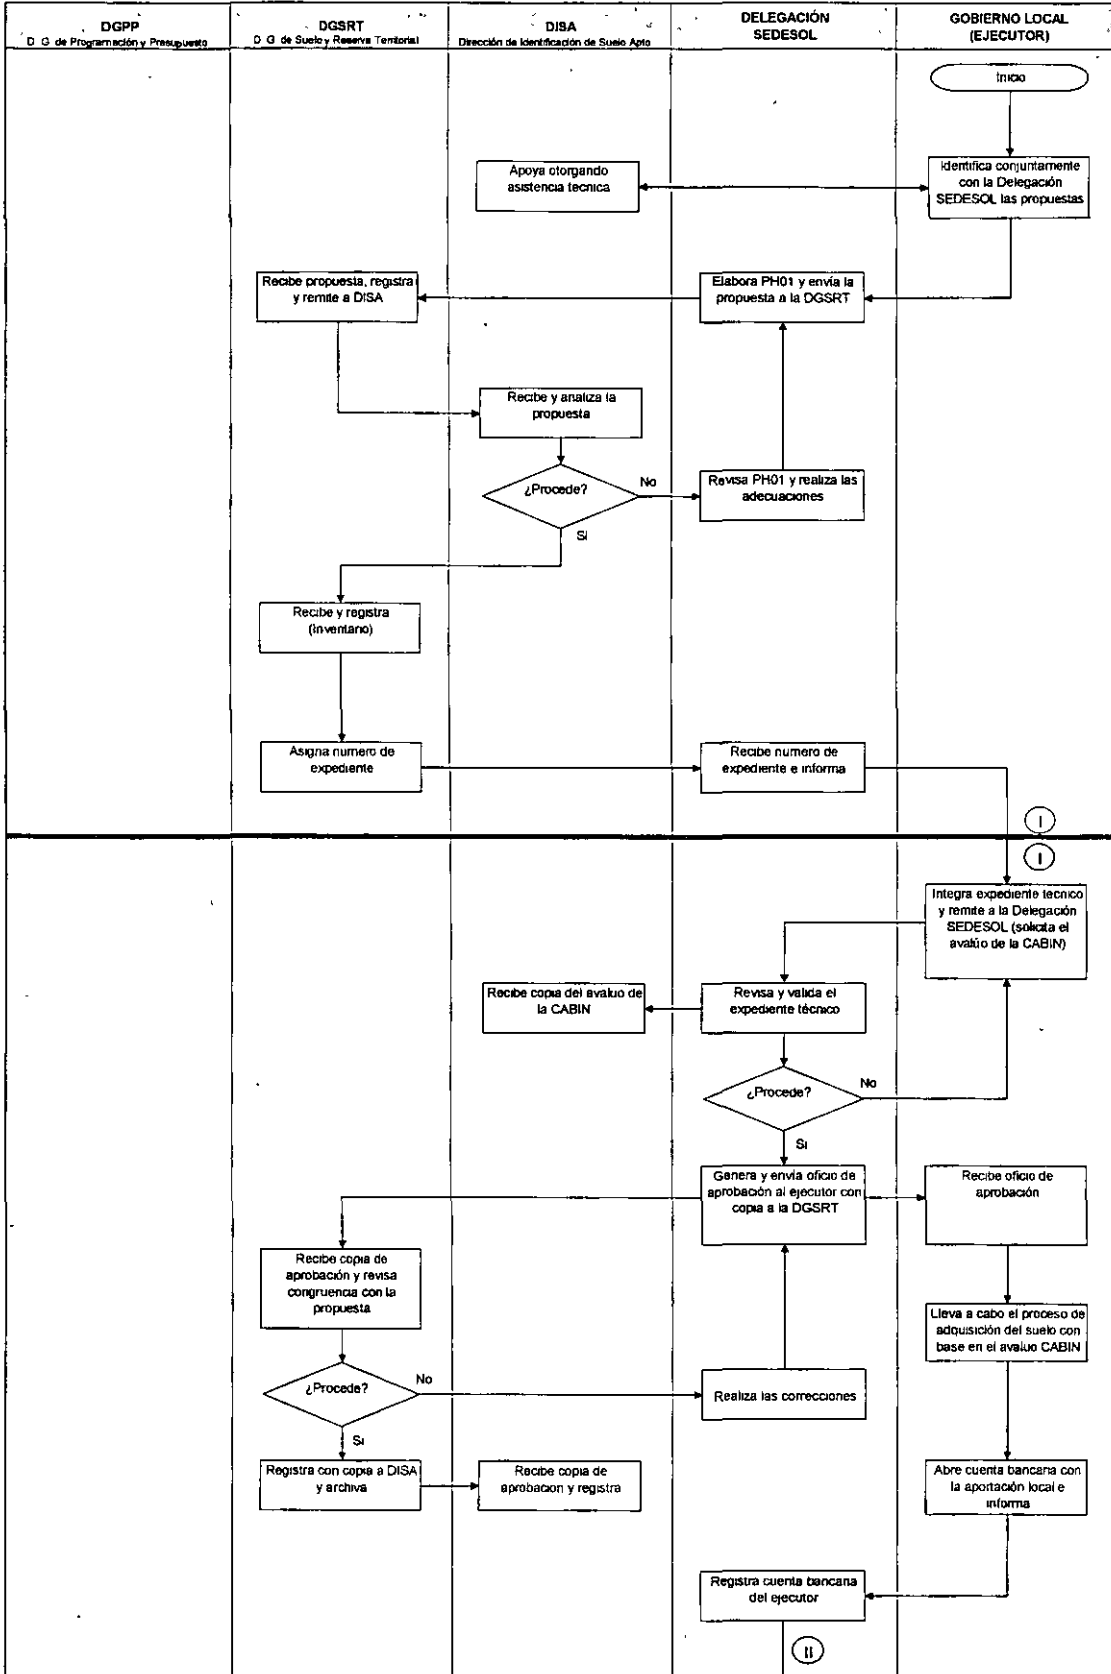 DGPP
D. G. de Programación y Presupuesto
DGSRT
D. G. de Suelo y Reserva Territorial
DISA
Dirección de Identificación de Suelo Apto
DELEGACIÓN
SEDESOL
GOBIERNO LOCAL
(EJECUTOR)
Inicio
Apoya otorgando
asistencia tecnica
Identifica conjuntamente
con la Delegación
SEDESOL las propuestas
Recibe propuesta, registra
y remite a DISA
Elabora PH01 y envía la
propuesta a la DGSRT
Recibe y analiza la
propuesta
¿Procede?
No
Revisa PH01 y realiza las
adecuaciones
Si
Recibe y registra
(Inventario)
Asigna numero de
expediente
Recibe numero de
expediente e informa
I
I
Integra expediente tecnico
y remite a la Delegación
SEDESOL (solicita el
avalúo de la CABIN)
Recibe copia del avaluo de
la CABIN
Revisa y valida el
expediente técnico
¿Procede?
No
Si
Genera y envía oficio de
aprobación al ejecutor con
copia a la DGSRT
Recibe oficio de
aprobación
Recibe copia de
aprobación y revisa
congruencia con la
propuesta
Lleva a cabo el proceso de
adquisición del suelo con
base en el avaluo CABIN
¿Procede?
No
Realiza las correcciones
Si
Registra con copia a DISA
y archiva
Recibe copia de
aprobacion y registra
Abre cuenta bancaria con
la aportación local e
informa
Registra cuenta bancaria
del ejecutor
II